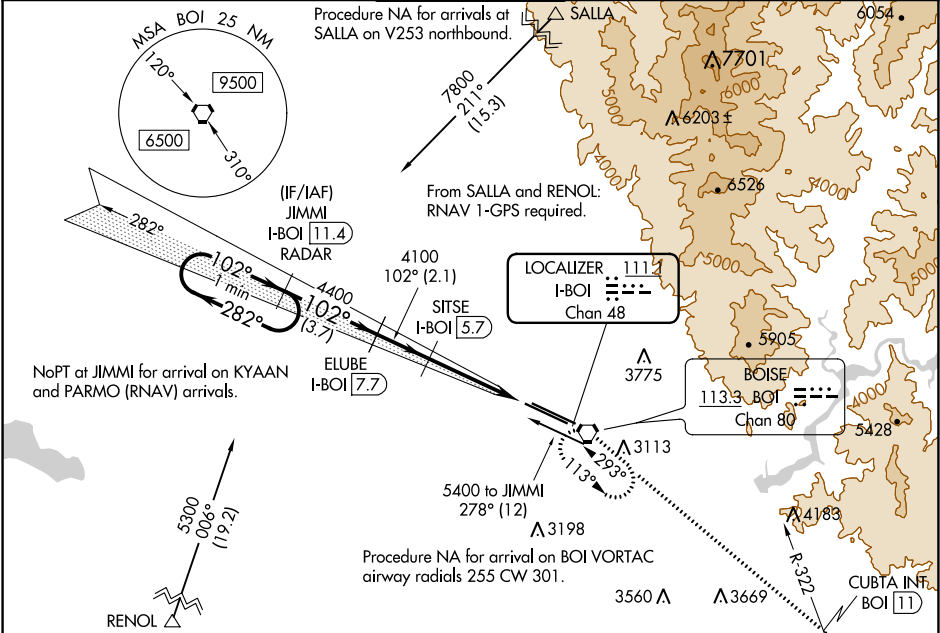 Procedure NA for arrivals at
SALLA on V253 northbound.
SALLA
6054
MSA BOI 25 NM
120°
9500
6500
310°
7800
211°
(15.3)
7701
6000
5000
6203 ±
4000
6526
4000
5000
From SALLA and RENOL:
RNAV 1-GPS required.
(IF/IAF)
JIMMI
I-BOI 11.4
RADAR
282°
102°
1 min
282°
4400
102°
(3.7)
4100
102° (2.1)
SITSE
I-BOI 5.7
ELUBE
I-BOI 7.7
LOCALIZER 111.1
I-BOI
Chan 48
5905
3775
BOISE
113.3 BOI
Chan 80
4000
5428
NoPT at JIMMI for arrival on KYAAN
and PARMO (RNAV) arrivals.
3113
293°
113°
5400 to JIMMI
278° (12)
3198
4183
5300
006°
(19.2)
Procedure NA for arrival on BOI VORTAC
airway radials 255 CW 301.
R-322
3560
3669
CUBTA INT
BOI 11
RENOL